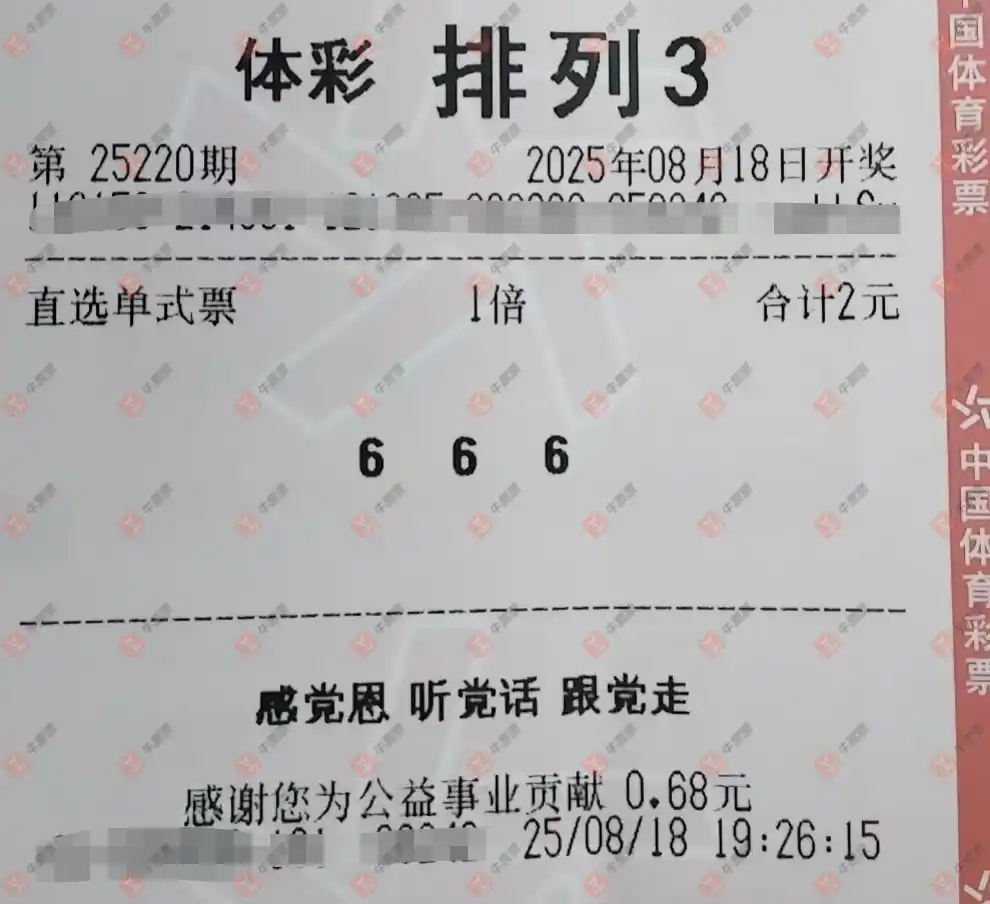 体彩 排列3
第 25220期 2025年08月18日开奖
直选单式票 1倍 合计2元
6 6 6
感党恩 听党话 跟党走
感谢您为公益事业贡献 0.68元
25/08/18 19:26:15
国体育彩票
中国体育彩票